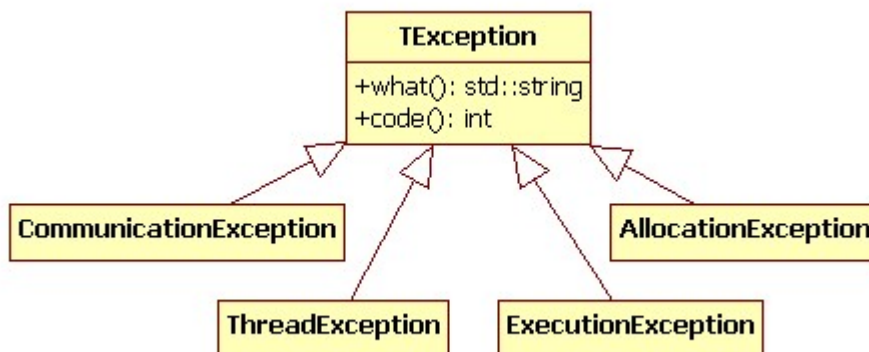 TException
+what(): std::string
+code(): int
CommunicationException
AllocationException
ThreadException
ExecutionException